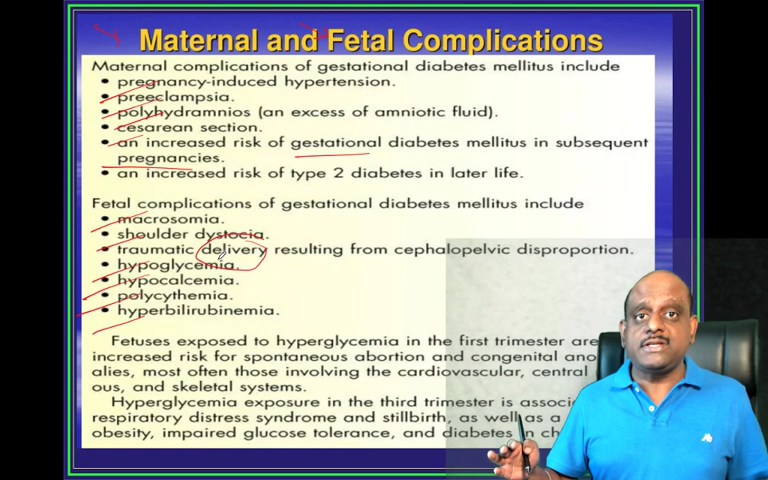 Maternal and Fetal Complications
Maternal complications of gestational diabetes mellitus include
• pregnancy-induced hypertension.
• preeclampsia.
• polyhydramnios (an excess of amniotic fluid).
• cesarean section.
• an increased risk of gestational diabetes mellitus in subsequent
pregnancies.
• an increased risk of type 2 diabetes in later life.
Fetal complications of gestational diabetes mellitus include
• macrosomia.
• shoulder dystocia.
• traumatic delivery resulting from cephalopelvic disproportion.
• hypoglycemia.
• hypocalcemia.
• polycythemia.
• hyperbilirubinemia.
Fetuses exposed to hyperglycemia in the first trimester are
increased risk for spontaneous abortion and congenital
alies, most often those involving the cardiovascular, central
ous, and skeletal systems.
Hyperglycemia exposure in the third trimester is
respiratory distress syndrome and stillbirth, as well as a
obesity, impaired glucose tolerance, and diabetes in